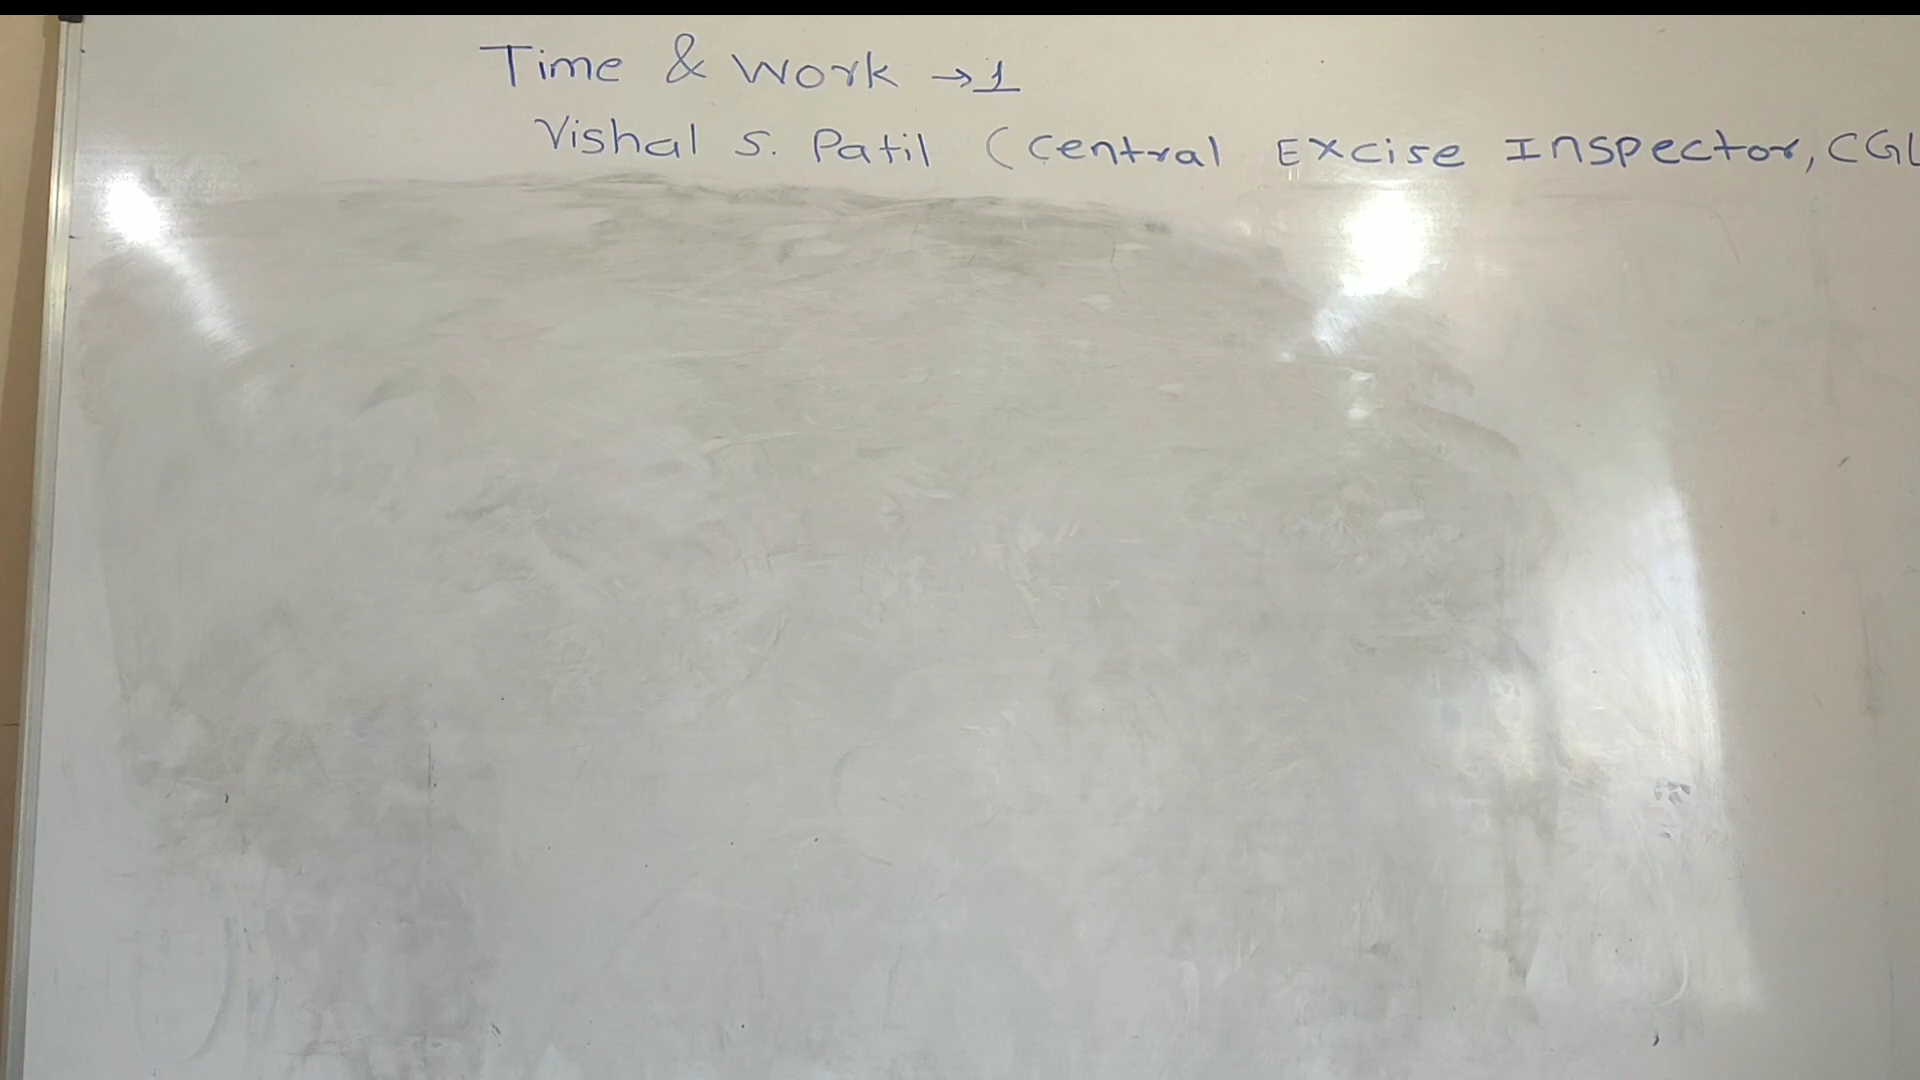 Time & Work →1
Vishal S. Patil (Central Excise Inspector, CGL